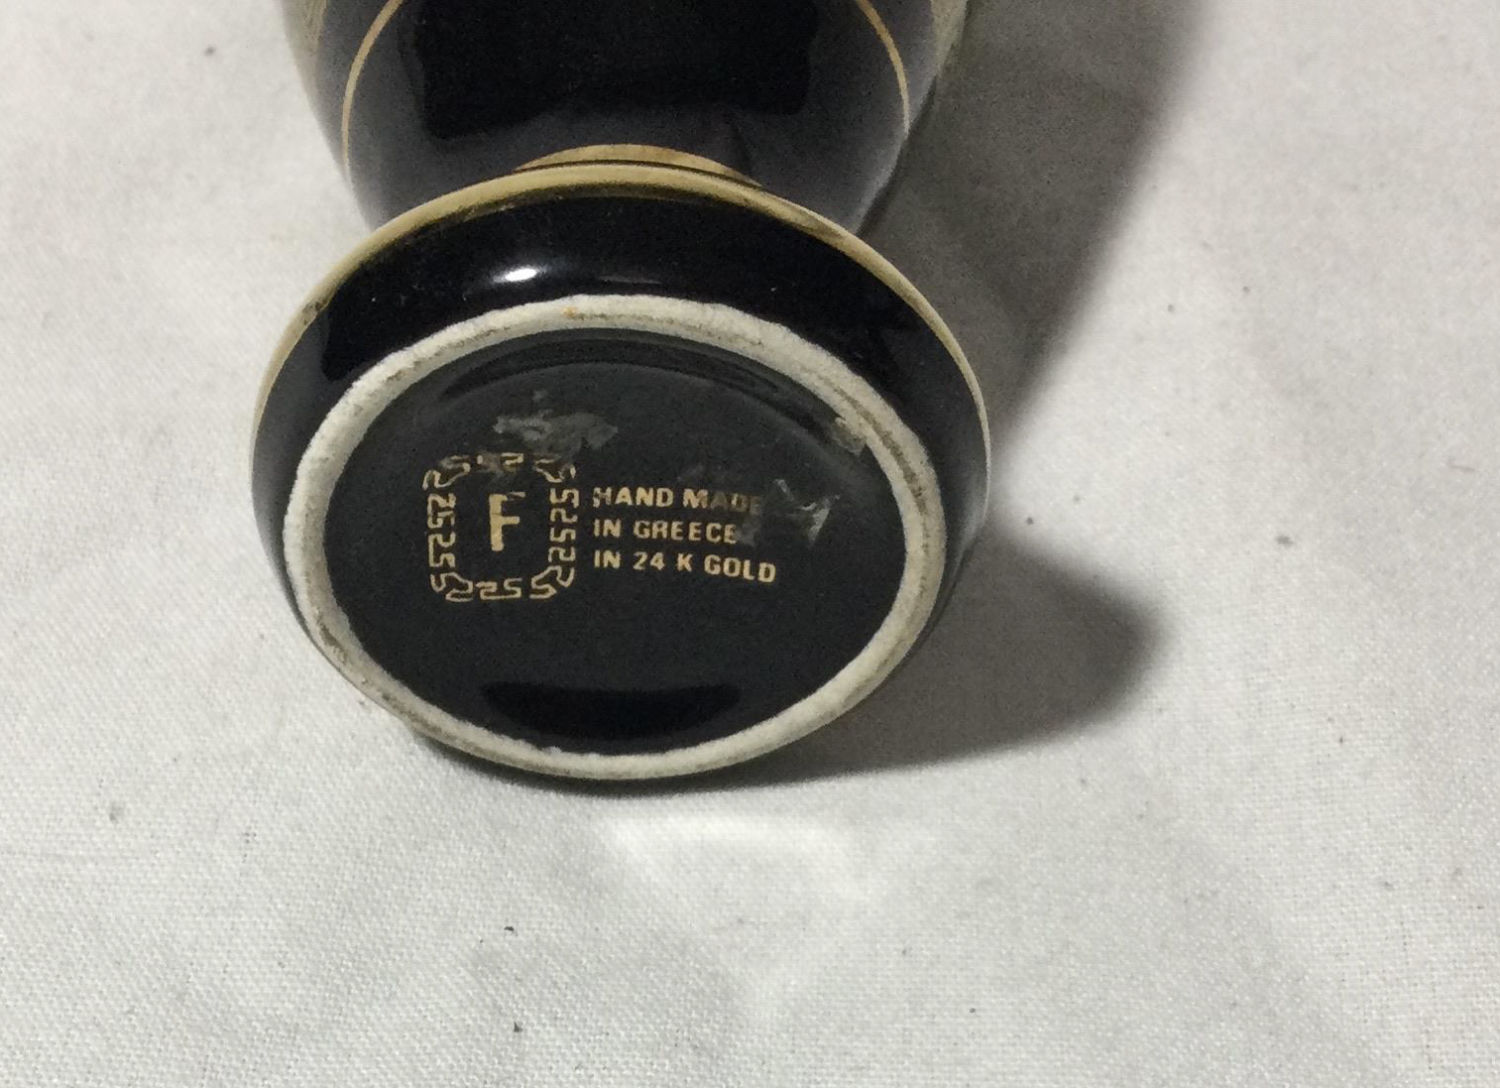 F
HAND MADE
IN GREECE
IN 24 K GOLD